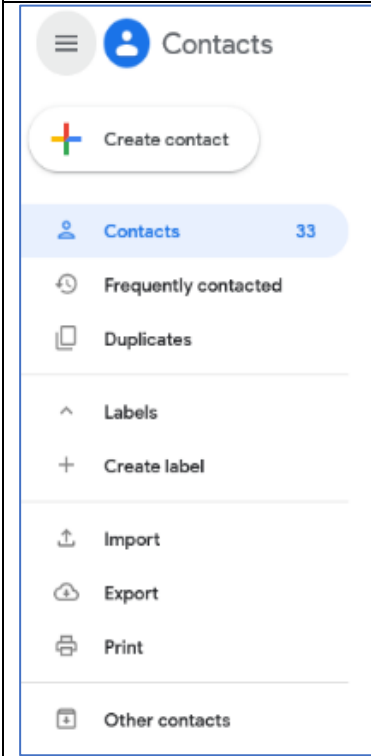 Contacts
Create contact
Contacts 33
Frequently contacted
Duplicates
Labels
Create label
Import
Export
Print
Other contacts